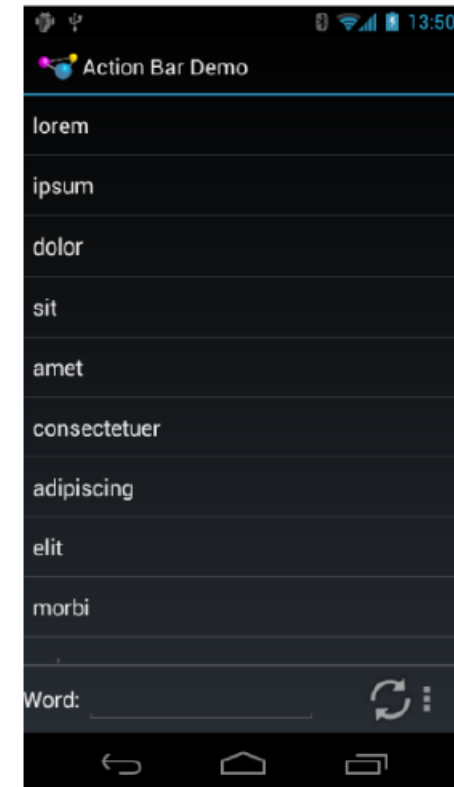 13:50
Action Bar Demo
lorem
ipsum
dolor
sit
amet
consectetuer
adipiscing
elit
morbi
Word: